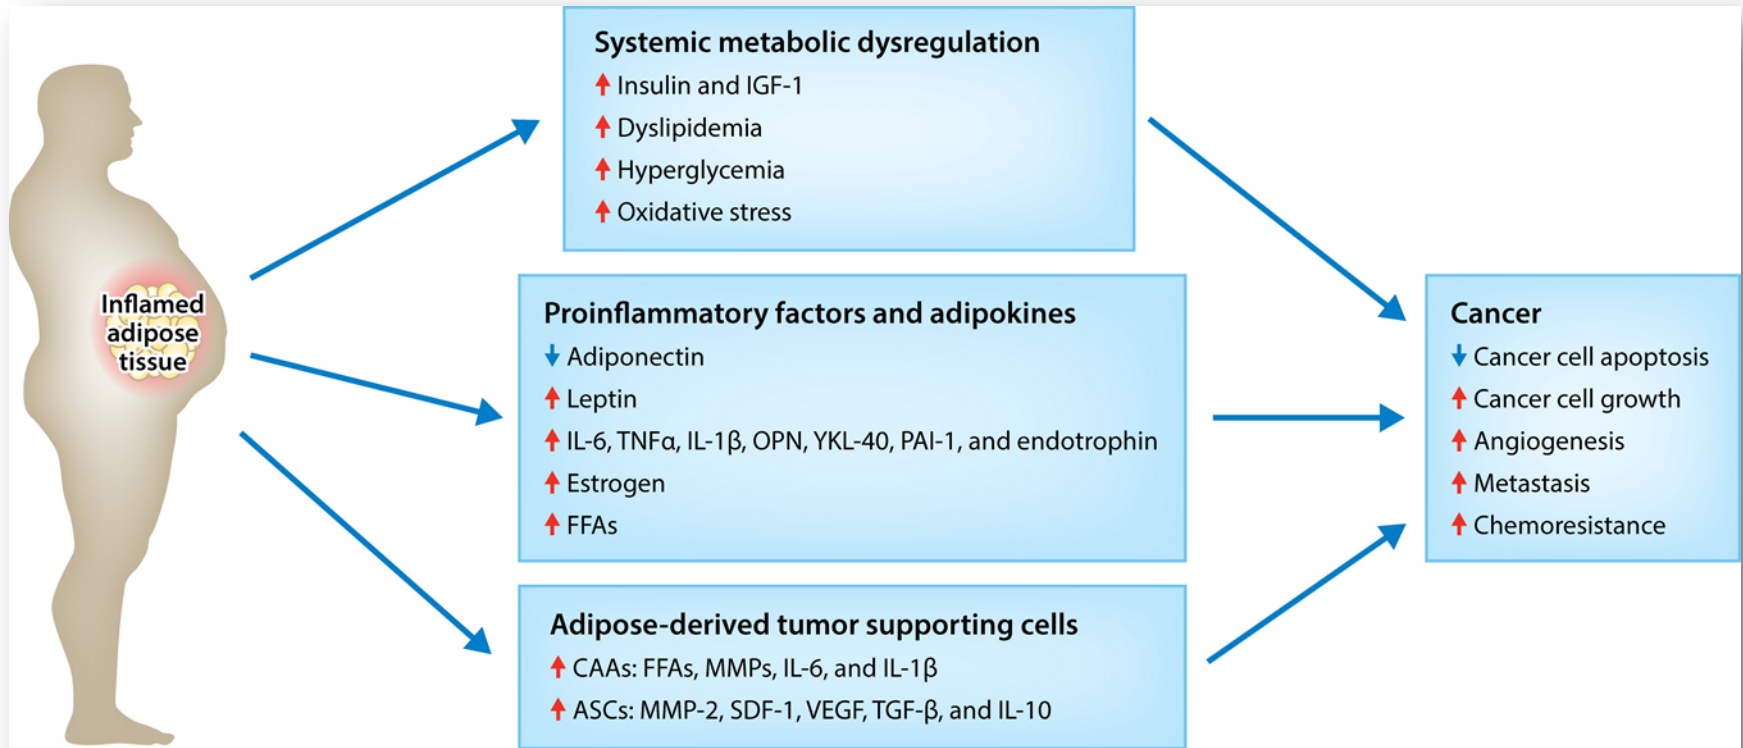 Inflamed
adipose
tissue
Systemic metabolic dysregulation
Insulin and IGF-1
Dyslipidemia
Hyperglycemia
Oxidative stress
Proinflammatory factors and adipokines
Adiponectin
Leptin
IL-6, TNFα, IL-1β, OPN, YKL-40, PAI-1, and endotrophin
Estrogen
FFAs
Adipose-derived tumor supporting cells
CAAs: FFAs, MMPs, IL-6, and IL-1β
ASCs: MMP-2, SDF-1, VEGF, TGF-β, and IL-10
Cancer
Cancer cell apoptosis
Cancer cell growth
Angiogenesis
Metastasis
Chemoresistance